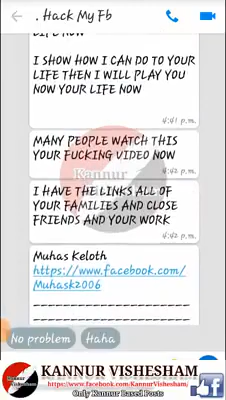 . Hack My Fb
LIFE NOW
I SHOW HOW I CAN DO TO YOUR
LIFE THEN I WILL PLAY YOU
NOW YOUR LIFE NOW
4:41 p.m.
MANY PEOPLE WATCH THIS
YOUR FUCKING VIDEO NOW
4:42 p.m.
I HAVE THE LINKS ALL OF
YOUR FAMILIES AND CLOSE
FRIENDS AND YOUR WORK
4:42 p.m.
Muhas Keloth
https://www.facebook.com/
Muhask2006
No problem
Haha
Kannur
KANNUR VISHESHAM
https://www.facebook.com/KannurVishesham/
Only Kannur Based Posts